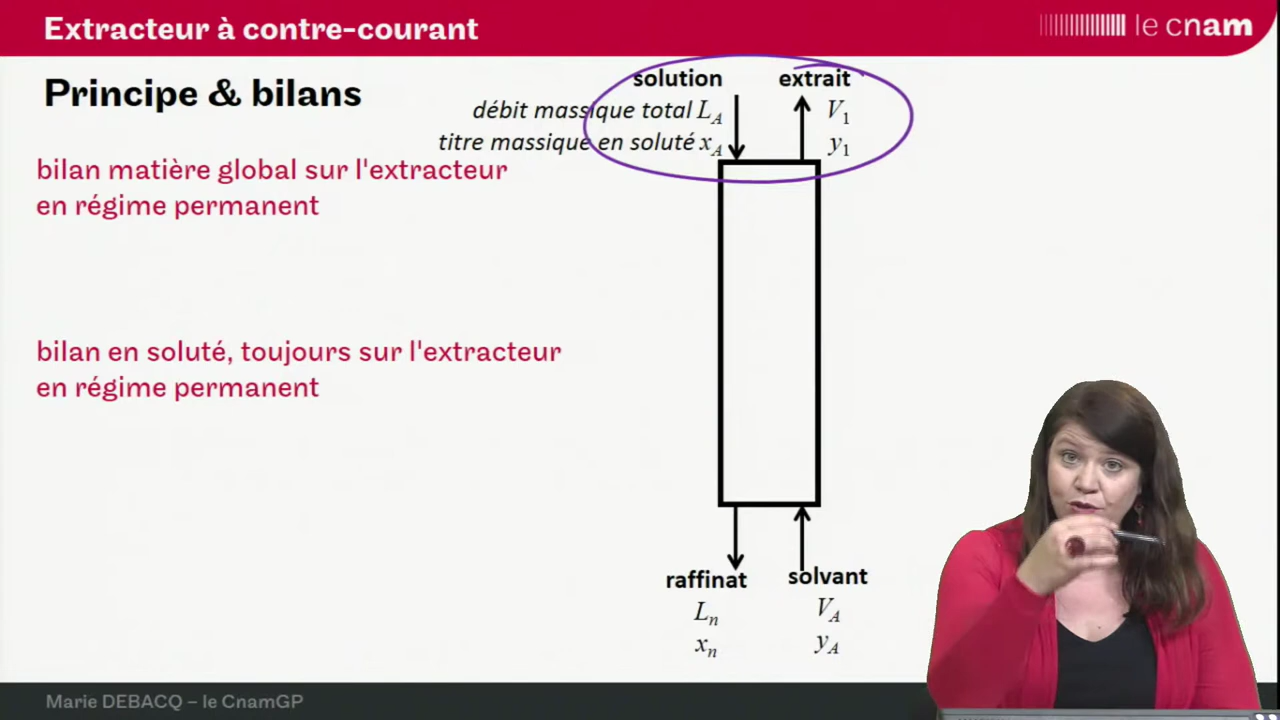 Extracteur à contre-courant
le cnam
Principe & bilans
solution
extrait
débit massique total L_A
V_1
titre massique en soluté x_A
y_1
bilan matière global sur l'extracteur
en régime permanent
bilan en soluté, toujours sur l'extracteur
en régime permanent
raffinat
solvant
L_n
V_A
x_n
y_A
Marie DEBACQ – le CnamGP